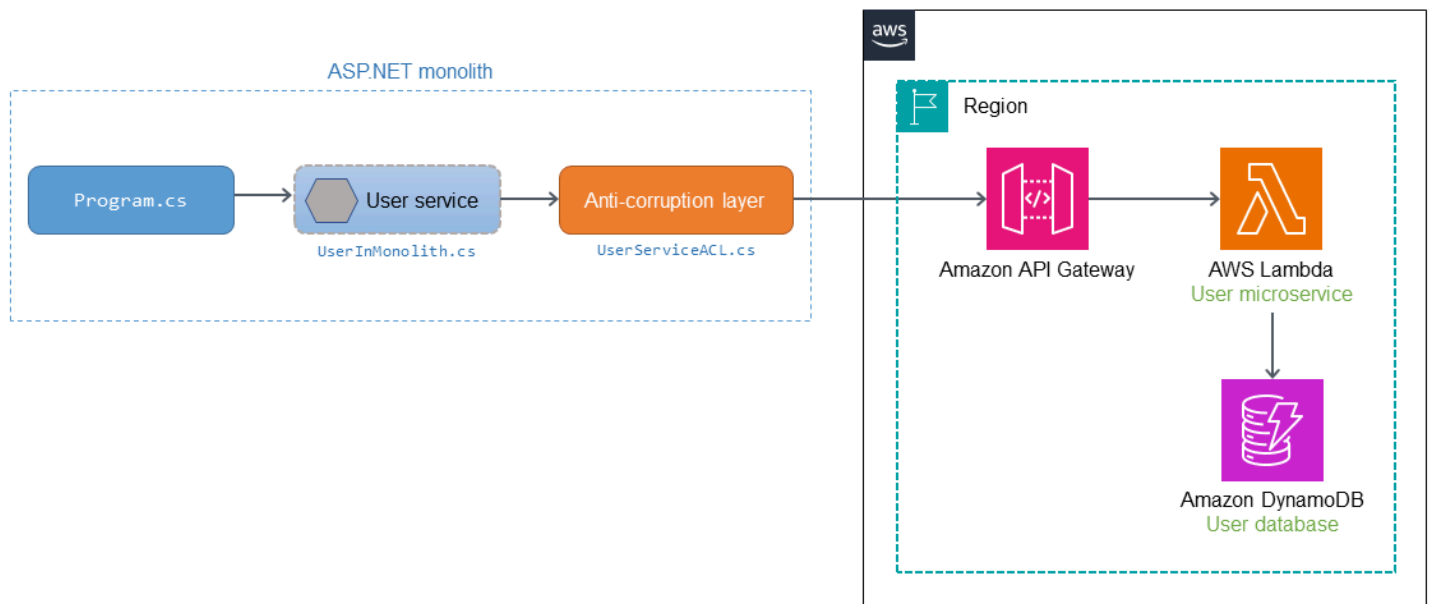 ASP.NET monolith
Program.cs
User service
UserInMonolith.cs
Anti-corruption layer
UserServiceACL.cs
aws
Region
Amazon API Gateway
AWS Lambda
User microservice
Amazon DynamoDB
User database